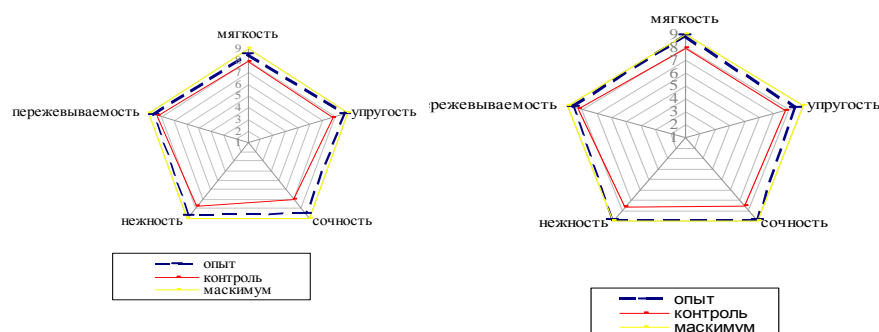 мягкость
9
8
7
6
5
4
3
2
1
пережевываемость
упругость
нежность
сочность
опыт
контроль
маскимум
мягкость
9
8
7
6
5
4
3
2
1
ережевываемость
упругость
нежность
сочность
опыт
контроль
маскимум